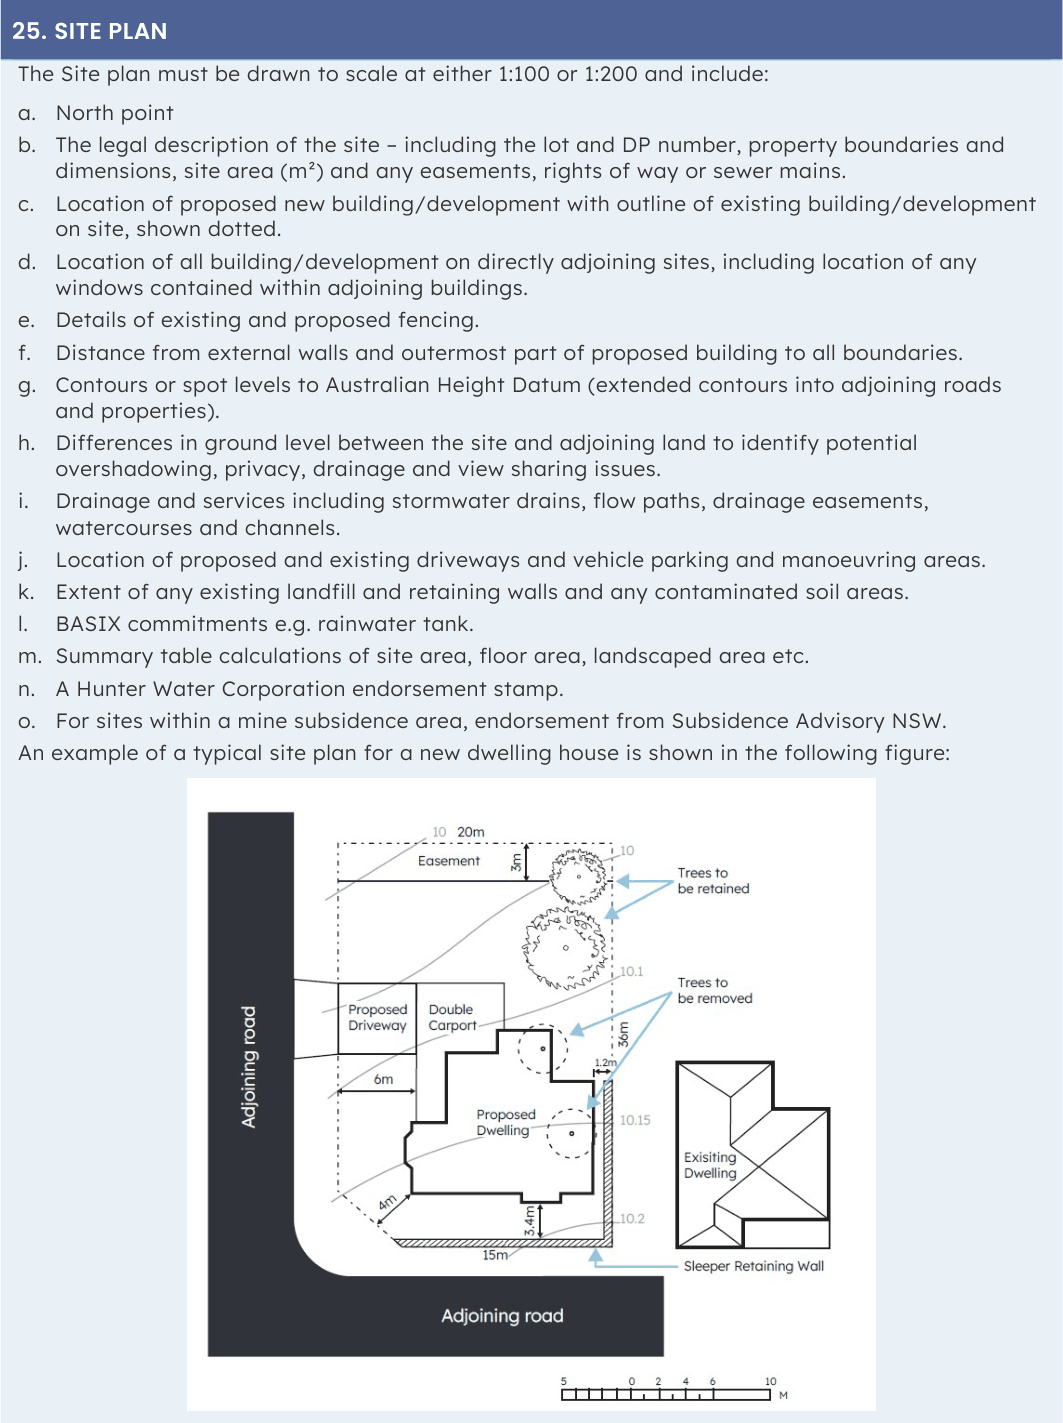 25. SITE PLAN
The Site plan must be drawn to scale at either 1:100 or 1:200 and include:
a. North point
b. The legal description of the site – including the lot and DP number, property boundaries and
dimensions, site area (m²) and any easements, rights of way or sewer mains.
c. Location of proposed new building/development with outline of existing building/development
on site, shown dotted.
d. Location of all building/development on directly adjoining sites, including location of any
windows contained within adjoining buildings.
e. Details of existing and proposed fencing.
f. Distance from external walls and outermost part of proposed building to all boundaries.
g. Contours or spot levels to Australian Height Datum (extended contours into adjoining roads
and properties).
h. Differences in ground level between the site and adjoining land to identify potential
overshadowing, privacy, drainage and view sharing issues.
i. Drainage and services including stormwater drains, flow paths, drainage easements,
watercourses and channels.
j. Location of proposed and existing driveways and vehicle parking and manoeuvring areas.
k. Extent of any existing landfill and retaining walls and any contaminated soil areas.
l. BASIX commitments e.g. rainwater tank.
m. Summary table calculations of site area, floor area, landscaped area etc.
n. A Hunter Water Corporation endorsement stamp.
o. For sites within a mine subsidence area, endorsement from Subsidence Advisory NSW.
An example of a typical site plan for a new dwelling house is shown in the following figure:
10 20m
Easement
3m
10
Trees to
be retained
10.1
Trees to
be removed
Proposed
Driveway
Double
Carport
36m
Adjoining road
1.2m
6m
Proposed
Dwelling
10.15
Exisiting
Dwelling
4m
3.4m
10.2
15m
Sleeper Retaining Wall
Adjoining road
5 0 2 4 6 10
M